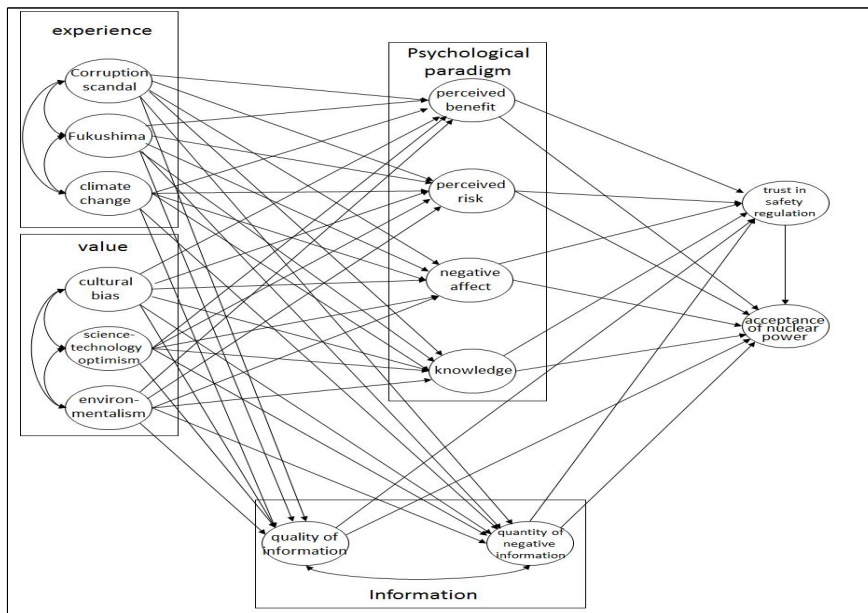 experience
Corruption
scandal
Fukushima
climate
change
value
cultural
bias
science-
technology
optimism
environ-
mentalism
Psychological
paradigm
perceived
benefit
perceived
risk
negative
affect
knowledge
trust in
safety
regulation
acceptance
of nuclear
power
quality of
information
quantity of
negative
information
Information